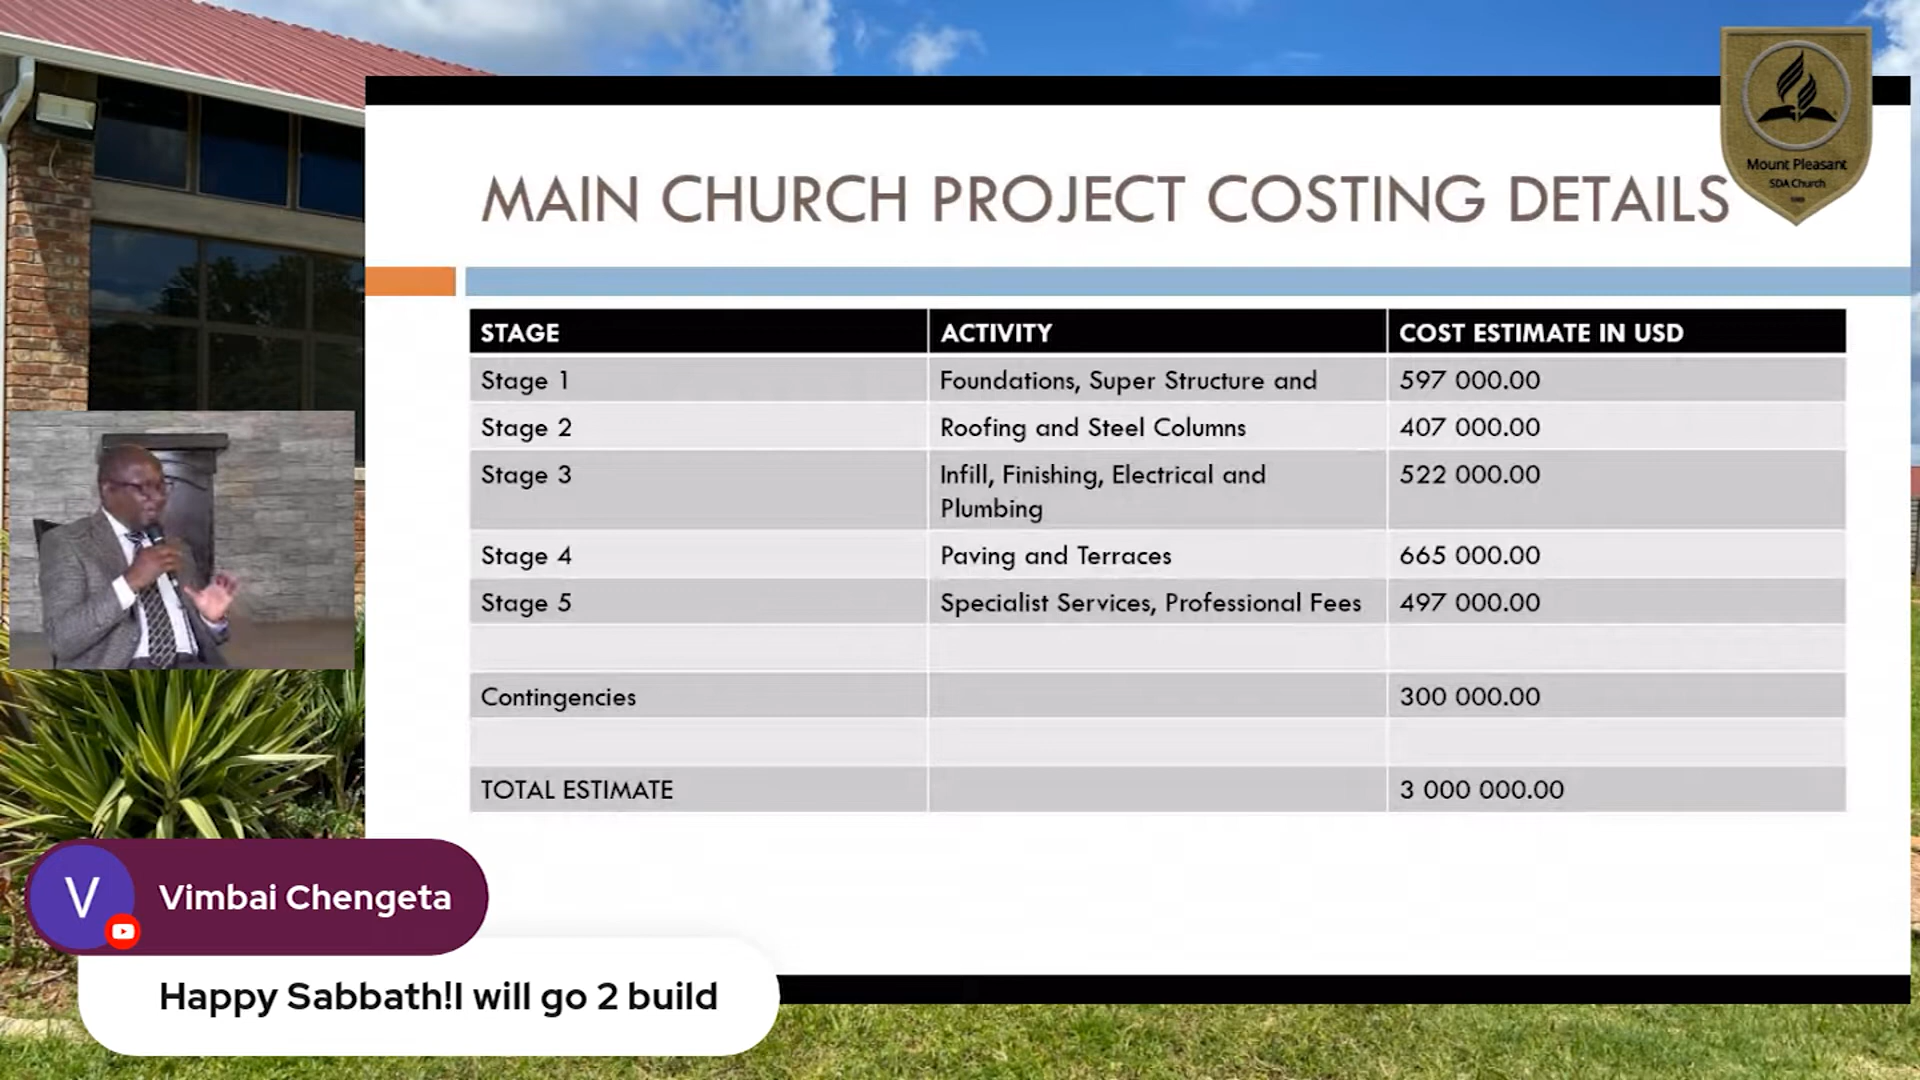 Mount Pleasant
SDA Church
MAIN CHURCH PROJECT COSTING DETAILS
STAGE ACTIVITY COST ESTIMATE IN USD
Stage 1 Foundations, Super Structure and 597 000.00
Stage 2 Roofing and Steel Columns 407 000.00
Stage 3 Infill, Finishing, Electrical and 522 000.00
Plumbing
Stage 4 Paving and Terraces 665 000.00
Stage 5 Specialist Services, Professional Fees 497 000.00
Contingencies 300 000.00
TOTAL ESTIMATE 3 000 000.00
V Vimbai Chengeta
Happy Sabbath!I will go 2 build